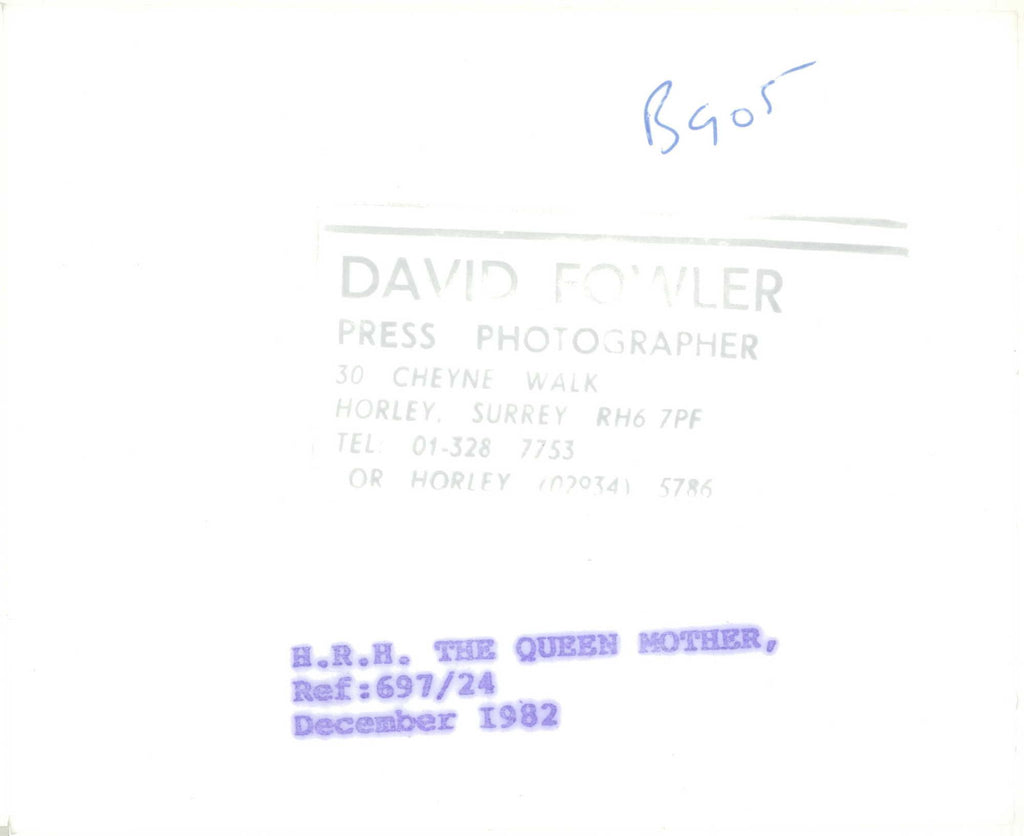 B905
DAVID FOWLER
PRESS PHOTOGRAPHER
30 CHEYNE WALK
HORLEY. SURREY RH6 7PF
TEL: 01-328 7753
OR HORLEY (02934) 5786
H.R.H. THE QUEEN MOTHER,
Ref:697/24
December 1982